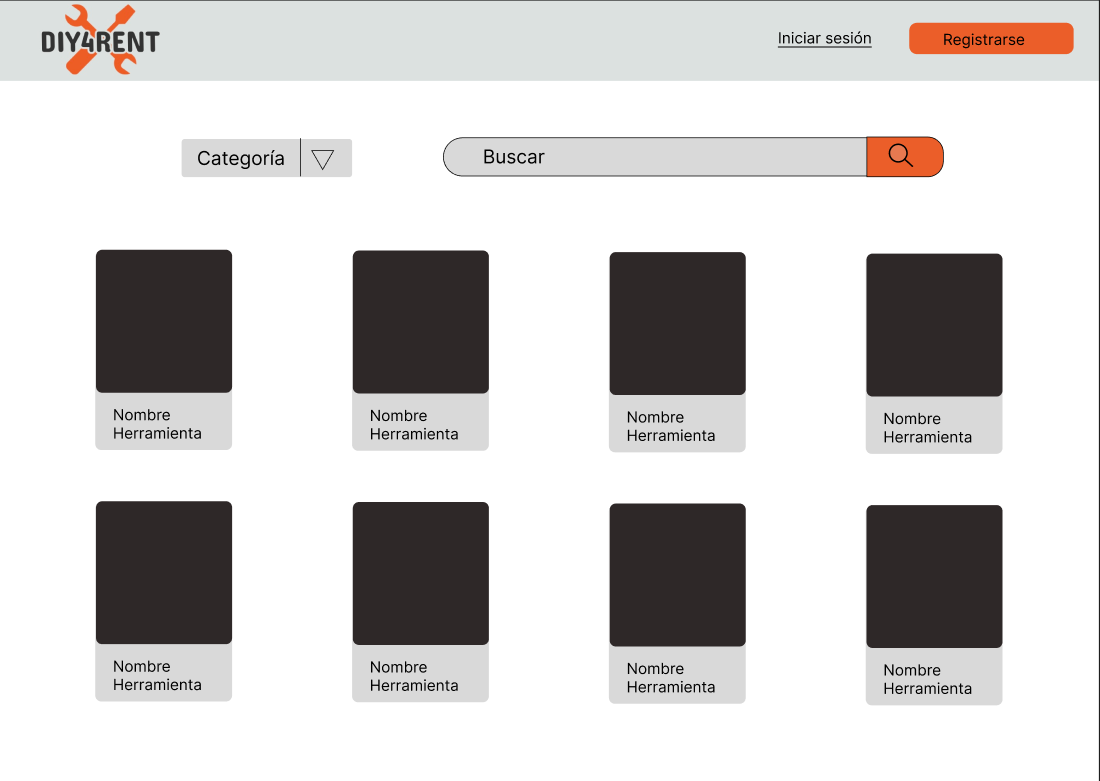 DIY4RENT
Iniciar sesión
Registrarse
Categoría
Buscar
Nombre
Herramienta
Nombre
Herramienta
Nombre
Herramienta
Nombre
Herramienta
Nombre
Herramienta
Nombre
Herramienta
Nombre
Herramienta
Nombre
Herramienta